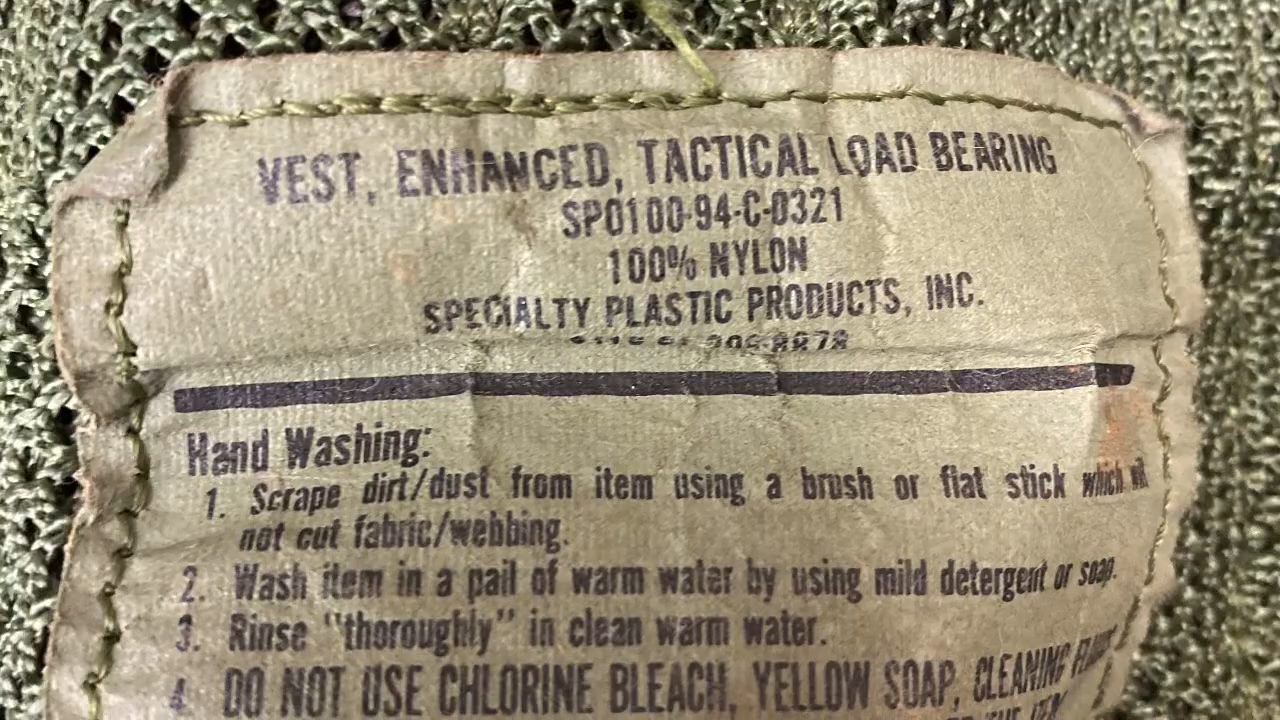 VEST, ENHANCED, TACTICAL LOAD BEARING
SP0100-94-C-0321
100% NYLON
SPECIALTY PLASTIC PRODUCTS, INC.
Hand Washing:
1. Scrape dirt/dust from item using a brush or flat stick which will
not cut fabric/webbing.
2. Wash item in a pail of warm water by using mild detergent or soap.
3. Rinse "thoroughly" in clean warm water.
4 DO NOT USE CHLORINE BLEACH, YELLOW SOAP, CLEANING
THE